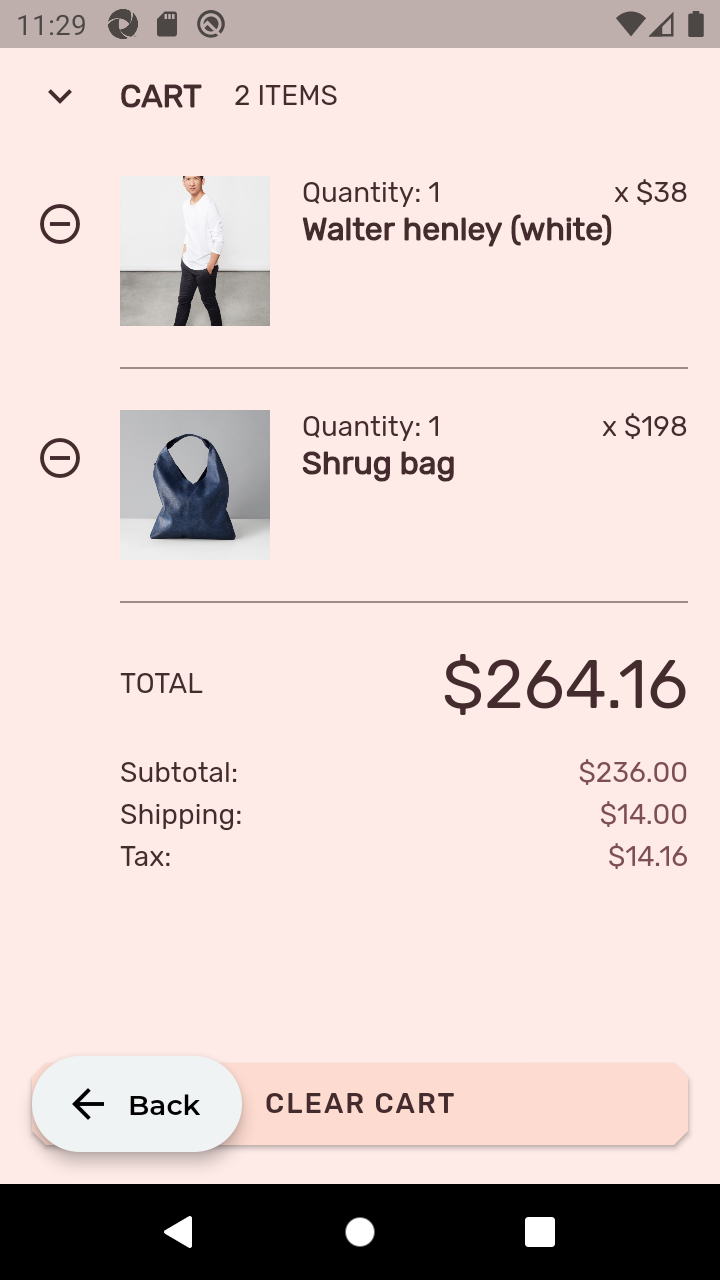 11:29
CART 2 ITEMS
Quantity: 1 x $38
Walter henley (white)
Quantity: 1 x $198
Shrug bag
TOTAL $264.16
Subtotal: $236.00
Shipping: $14.00
Tax: $14.16
Back CLEAR CART